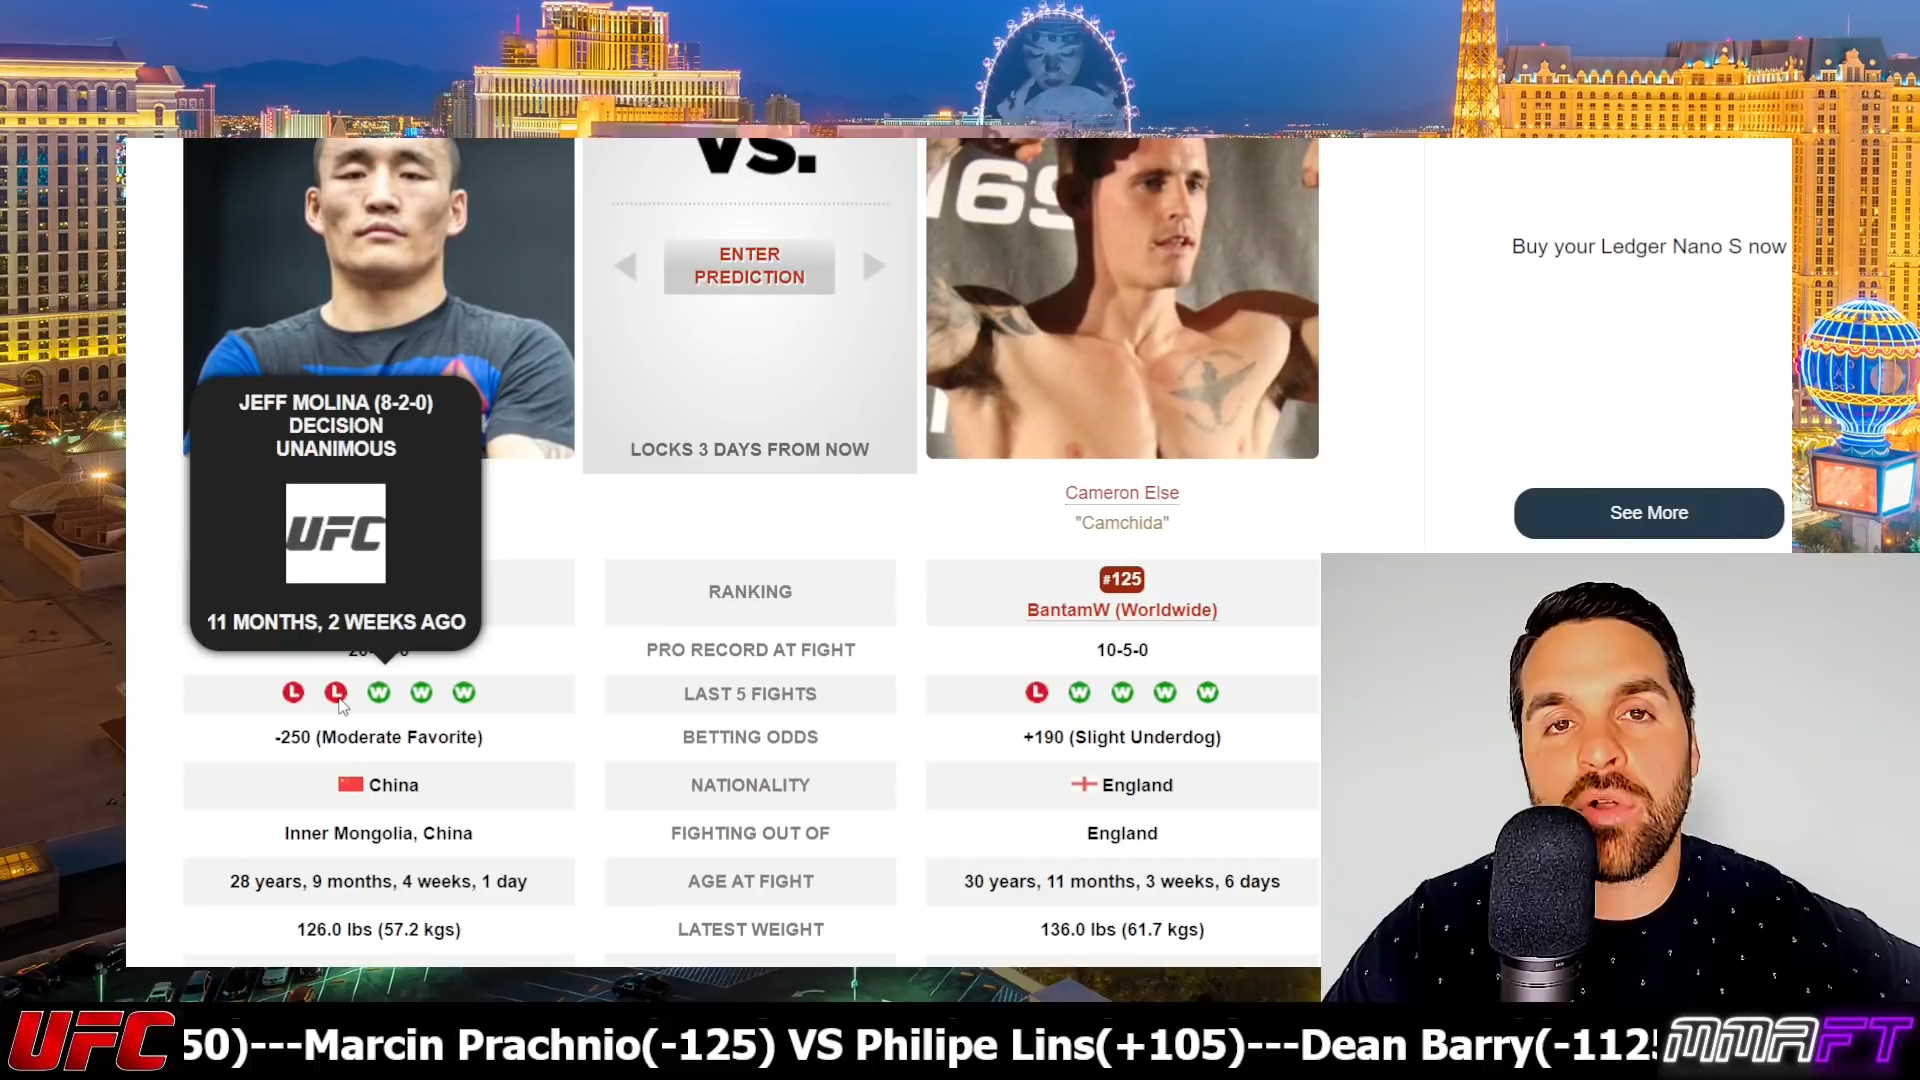 VS.
169
ENTER
PREDICTION
Buy your Ledger Nano S now
JEFF MOLINA (8-2-0)
DECISION
UNANIMOUS
LOCKS 3 DAYS FROM NOW
UFC
Cameron Else
"Camchida"
See More
11 MONTHS, 2 WEEKS AGO
RANKING
#125
BantamW (Worldwide)
PRO RECORD AT FIGHT
10-5-0
L L W W W
LAST 5 FIGHTS
L W W W W
-250 (Moderate Favorite)
BETTING ODDS
+190 (Slight Underdog)
China
NATIONALITY
England
Inner Mongolia, China
FIGHTING OUT OF
England
28 years, 9 months, 4 weeks, 1 day
AGE AT FIGHT
30 years, 11 months, 3 weeks, 6 days
126.0 lbs (57.2 kgs)
LATEST WEIGHT
136.0 lbs (61.7 kgs)
UFC
50)---Marcin Prachnio(-125) VS Philipe Lins(+105)---Dean Barry(-1125
MMAFT